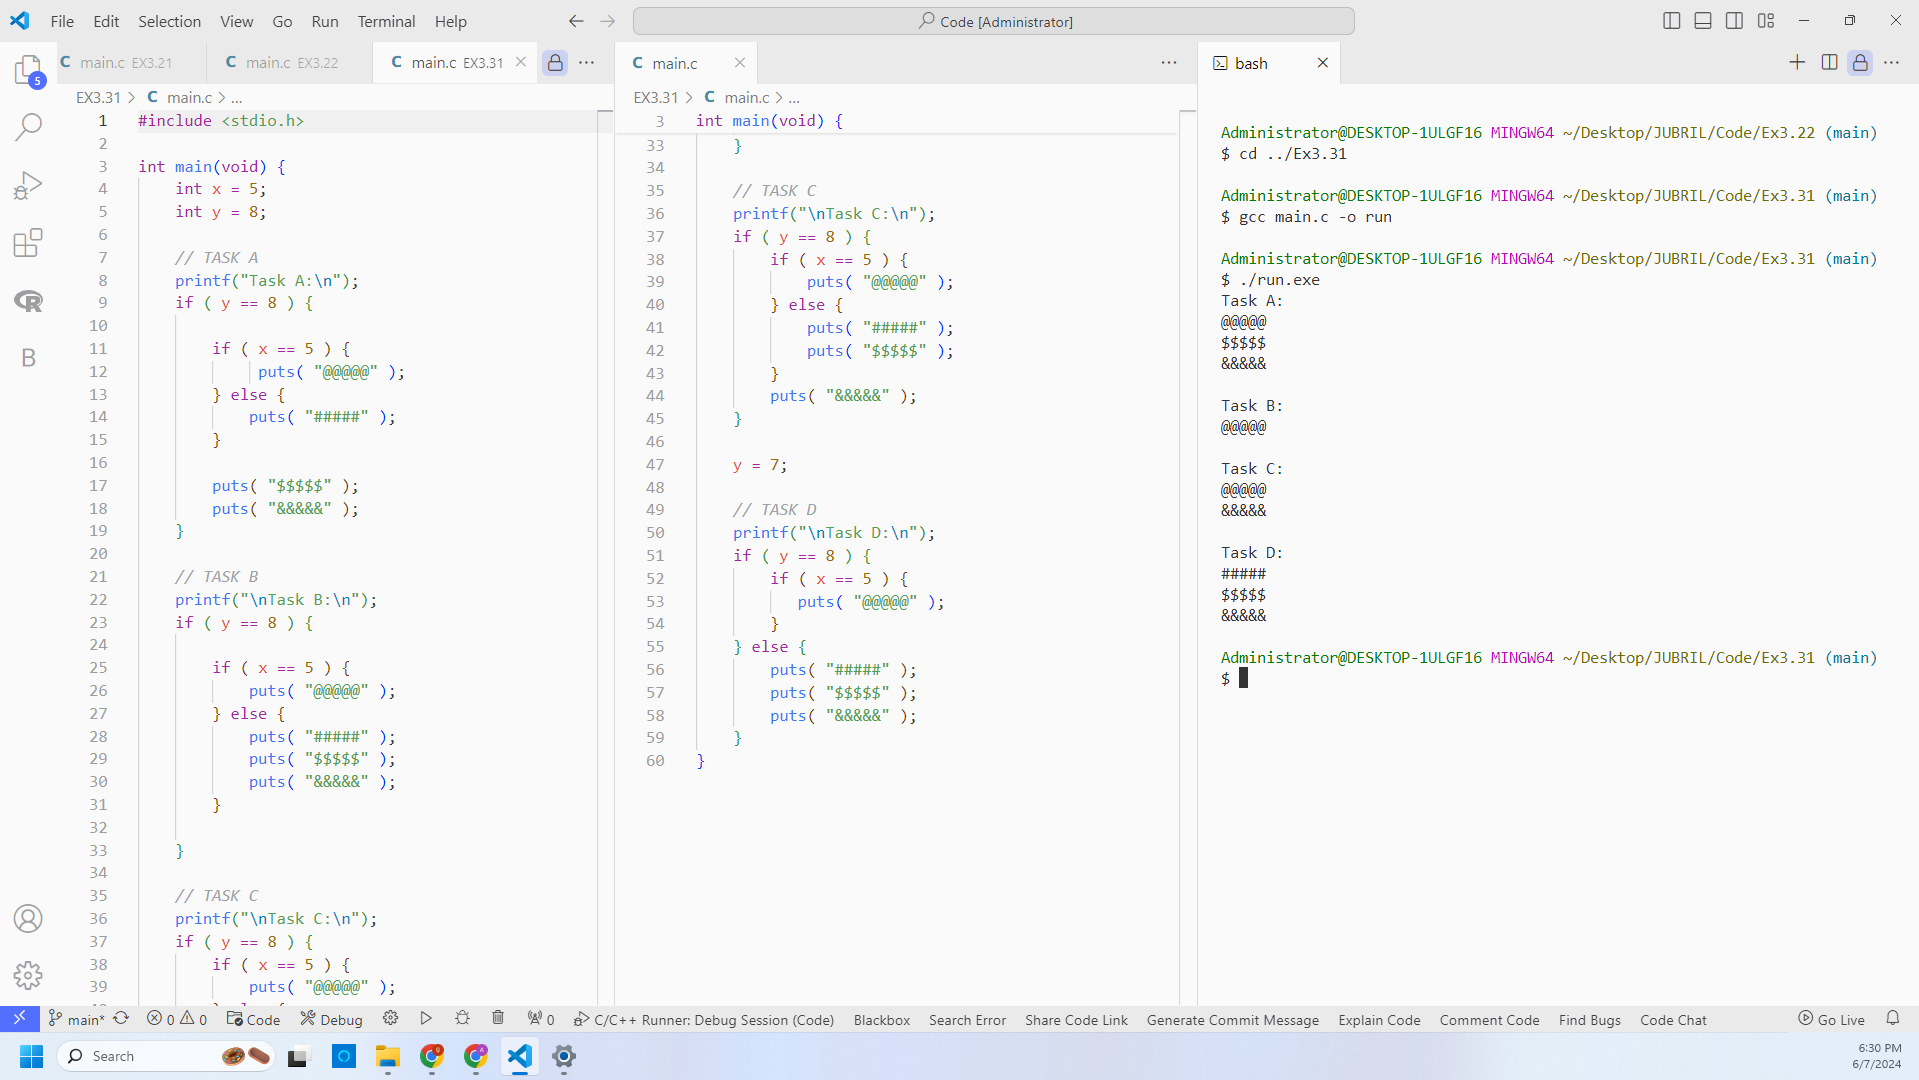 File Edit Selection View Go Run Terminal Help
Code [Administrator]
main.c EX3.21
main.c EX3.22
main.c EX3.31
main.c
bash
5
EX3.31 > C main.c > ...
1 #include <stdio.h>
2
3 int main(void) {
4 int x = 5;
5 int y = 8;
6
7 // TASK A
8 printf("Task A:\n");
9 if ( y == 8 ) {
10
11 if ( x == 5 ) {
12 puts( "@@@@@" );
13 } else {
14 puts( "#####" );
15 }
16
17 puts( "$$$$$" );
18 puts( "&&&&&" );
19 }
20
21 // TASK B
22 printf("\nTask B:\n");
23 if ( y == 8 ) {
24
25 if ( x == 5 ) {
26 puts( "@@@@@" );
27 } else {
28 puts( "#####" );
29 puts( "$$$$$" );
30 puts( "&&&&&" );
31 }
32
33 }
34
35 // TASK C
36 printf("\nTask C:\n");
37 if ( y == 8 ) {
38 if ( x == 5 ) {
39 puts( "@@@@@" );
EX3.31 > C main.c > ...
3 int main(void) {
33 }
34
35 // TASK C
36 printf("\nTask C:\n");
37 if ( y == 8 ) {
38 if ( x == 5 ) {
39 puts( "@@@@@" );
40 } else {
41 puts( "#####" );
42 puts( "$$$$$" );
43 }
44 puts( "&&&&&" );
45 }
46
47 y = 7;
48
49 // TASK D
50 printf("\nTask D:\n");
51 if ( y == 8 ) {
52 if ( x == 5 ) {
53 puts( "@@@@@" );
54 }
55 } else {
56 puts( "#####" );
57 puts( "$$$$$" );
58 puts( "&&&&&" );
59 }
60 }
Administrator@DESKTOP-1ULGF16 MINGW64 ~/Desktop/JUBRIL/Code/Ex3.22 (main)
$ cd ../Ex3.31
Administrator@DESKTOP-1ULGF16 MINGW64 ~/Desktop/JUBRIL/Code/Ex3.31 (main)
$ gcc main.c -o run
Administrator@DESKTOP-1ULGF16 MINGW64 ~/Desktop/JUBRIL/Code/Ex3.31 (main)
$ ./run.exe
Task A:
@@@@@
$$$$$
&&&&&
Task B:
@@@@@
Task C:
@@@@@
&&&&&
Task D:
#####
$$$$$
&&&&&
Administrator@DESKTOP-1ULGF16 MINGW64 ~/Desktop/JUBRIL/Code/Ex3.31 (main)
$
main* 0 0 Code Debug 0 C/C++ Runner: Debug Session (Code) Blackbox Search Error Share Code Link Generate Commit Message Explain Code Comment Code Find Bugs Code Chat Go Live
Search
6:30 PM
6/7/2024